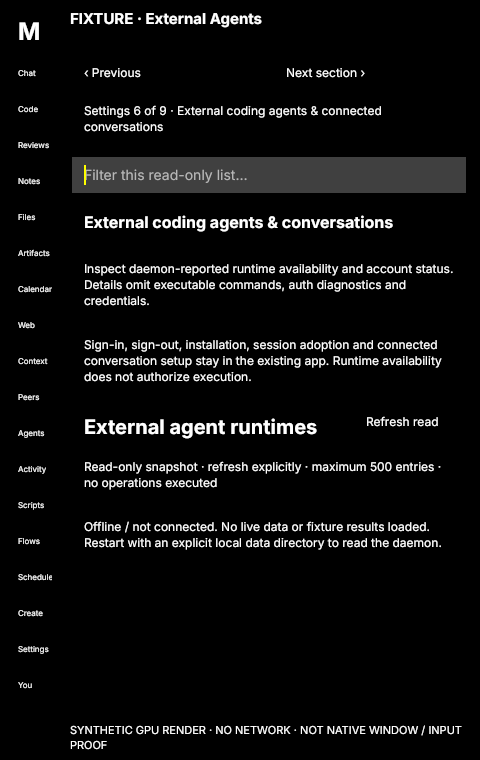 M
FIXTURE · External Agents
Chat
Code
Reviews
Notes
Files
Artifacts
Calendar
Web
Context
Peers
Agents
Activity
Scripts
Flows
Schedule
Create
Settings
You
‹ Previous
Next section ›
Settings 6 of 9 · External coding agents & connected
conversations
Filter this read-only list...
External coding agents & conversations
Inspect daemon-reported runtime availability and account status.
Details omit executable commands, auth diagnostics and
credentials.
Sign-in, sign-out, installation, session adoption and connected
conversation setup stay in the existing app. Runtime availability
does not authorize execution.
External agent runtimes
Refresh read
Read-only snapshot · refresh explicitly · maximum 500 entries ·
no operations executed
Offline / not connected. No live data or fixture results loaded.
Restart with an explicit local data directory to read the daemon.
SYNTHETIC GPU RENDER · NO NETWORK · NOT NATIVE WINDOW / INPUT
PROOF